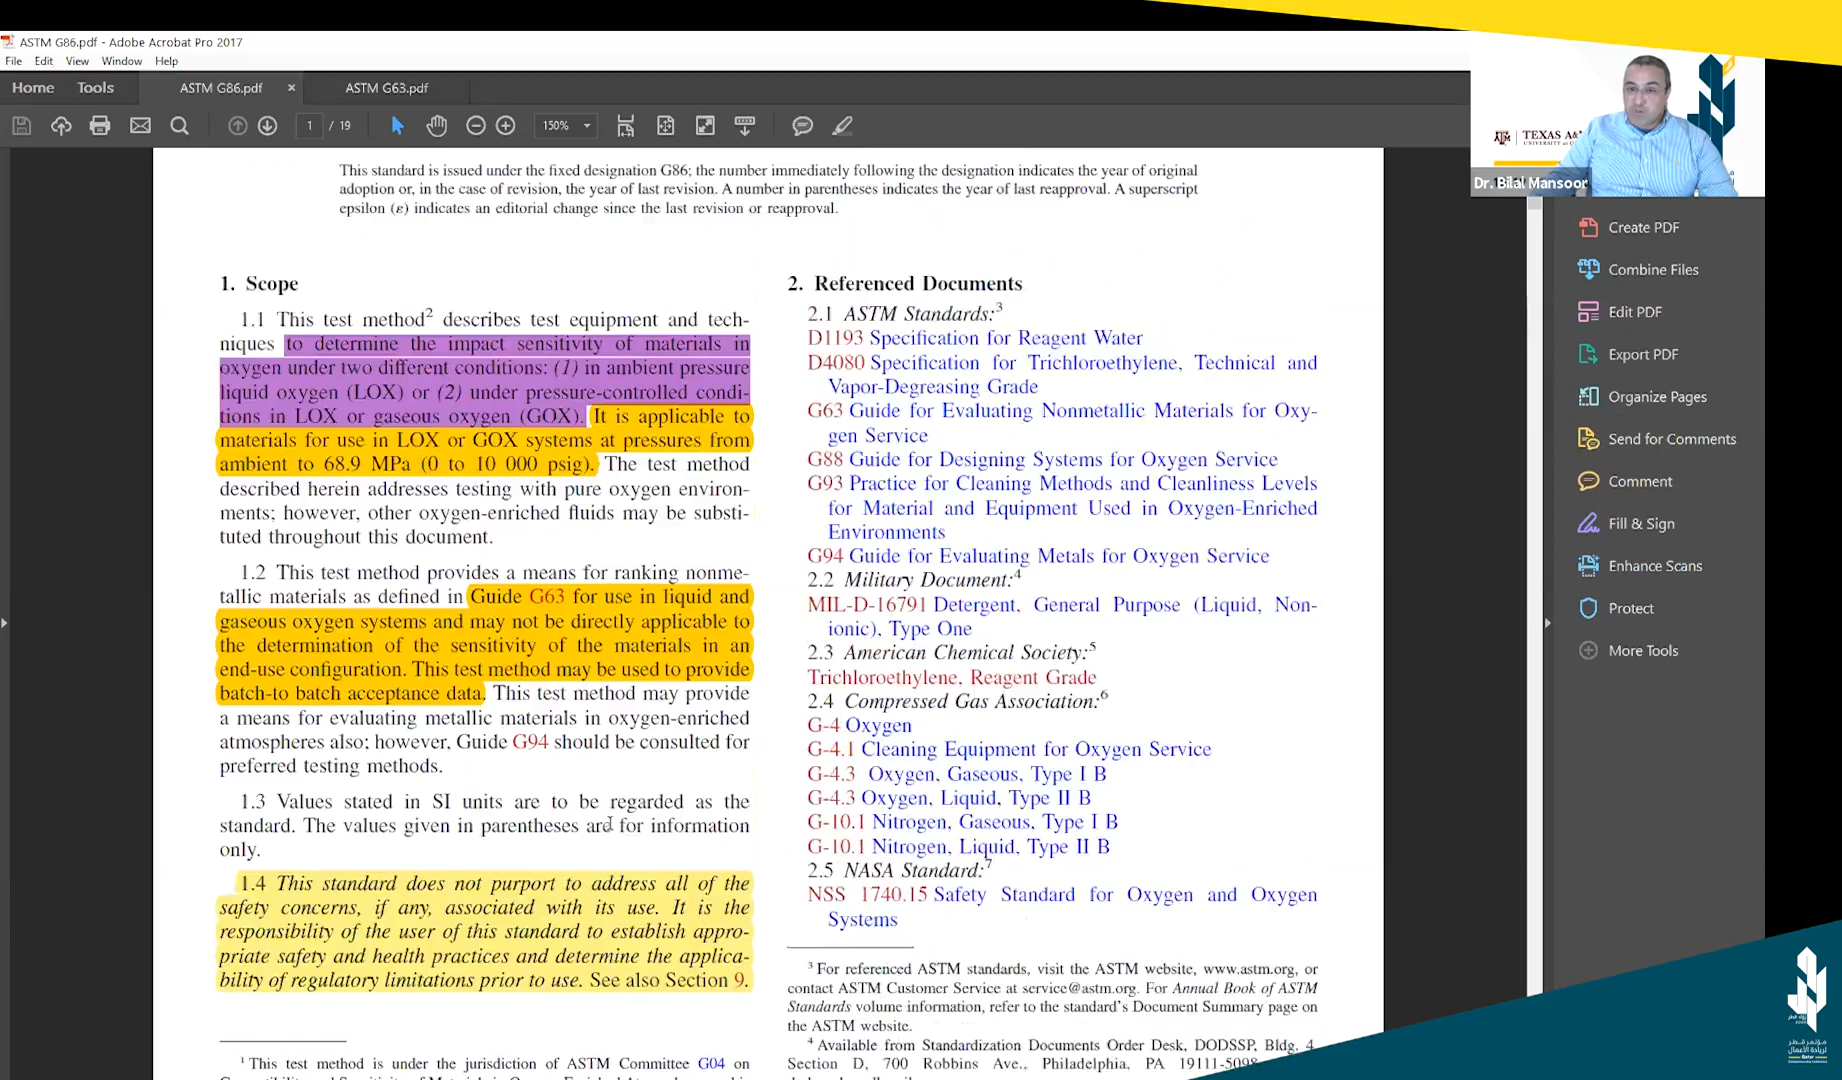 ASTM G86.pdf - Adobe Acrobat Pro 2017
File Edit View Window Help
Home Tools ASTM G86.pdf × ASTM G63.pdf
1 / 19 150%
This standard is issued under the fixed designation G86; the number immediately following the designation indicates the year of original
adoption or, in the case of revision, the year of last revision. A number in parentheses indicates the year of last reapproval. A superscript
epsilon (ε) indicates an editorial change since the last revision or reapproval.
1. Scope
1.1 This test method2 describes test equipment and tech-
niques to determine the impact sensitivity of materials in
oxygen under two different conditions: (1) in ambient pressure
liquid oxygen (LOX) or (2) under pressure-controlled condi-
tions in LOX or gaseous oxygen (GOX). It is applicable to
materials for use in LOX or GOX systems at pressures from
ambient to 68.9 MPa (0 to 10 000 psig). The test method
described herein addresses testing with pure oxygen environ-
ments; however, other oxygen-enriched fluids may be substi-
tuted throughout this document.
1.2 This test method provides a means for ranking nonme-
tallic materials as defined in Guide G63 for use in liquid and
gaseous oxygen systems and may not be directly applicable to
the determination of the sensitivity of the materials in an
end-use configuration. This test method may be used to provide
batch-to batch acceptance data. This test method may provide
a means for evaluating metallic materials in oxygen-enriched
atmospheres also; however, Guide G94 should be consulted for
preferred testing methods.
1.3 Values stated in SI units are to be regarded as the
standard. The values given in parentheses are for information
only.
1.4 This standard does not purport to address all of the
safety concerns, if any, associated with its use. It is the
responsibility of the user of this standard to establish appro-
priate safety and health practices and determine the applica-
bility of regulatory limitations prior to use. See also Section 9.
1 This test method is under the jurisdiction of ASTM Committee G04 on
2. Referenced Documents
2.1 ASTM Standards:3
D1193 Specification for Reagent Water
D4080 Specification for Trichloroethylene, Technical and
Vapor-Degreasing Grade
G63 Guide for Evaluating Nonmetallic Materials for Oxy-
gen Service
G88 Guide for Designing Systems for Oxygen Service
G93 Practice for Cleaning Methods and Cleanliness Levels
for Material and Equipment Used in Oxygen-Enriched
Environments
G94 Guide for Evaluating Metals for Oxygen Service
2.2 Military Document:4
MIL-D-16791 Detergent, General Purpose (Liquid, Non-
ionic), Type One
2.3 American Chemical Society:5
Trichloroethylene, Reagent Grade
2.4 Compressed Gas Association:6
G-4 Oxygen
G-4.1 Cleaning Equipment for Oxygen Service
G-4.3 Oxygen, Gaseous, Type I B
G-4.3 Oxygen, Liquid, Type II B
G-10.1 Nitrogen, Gaseous, Type I B
G-10.1 Nitrogen, Liquid, Type II B
2.5 NASA Standard:7
NSS 1740.15 Safety Standard for Oxygen and Oxygen
Systems
3 For referenced ASTM standards, visit the ASTM website, www.astm.org, or
contact ASTM Customer Service at service@astm.org. For Annual Book of ASTM
Standards volume information, refer to the standard's Document Summary page on
the ASTM website.
4 Available from Standardization Documents Order Desk, DODSSP, Bldg. 4,
Section D, 700 Robbins Ave., Philadelphia, PA 19111-5098
ATM TEXAS A&
Dr. Bilal Mansoor
Create PDF
Combine Files
Edit PDF
Export PDF
Organize Pages
Send for Comments
Comment
Fill & Sign
Enhance Scans
Protect
More Tools